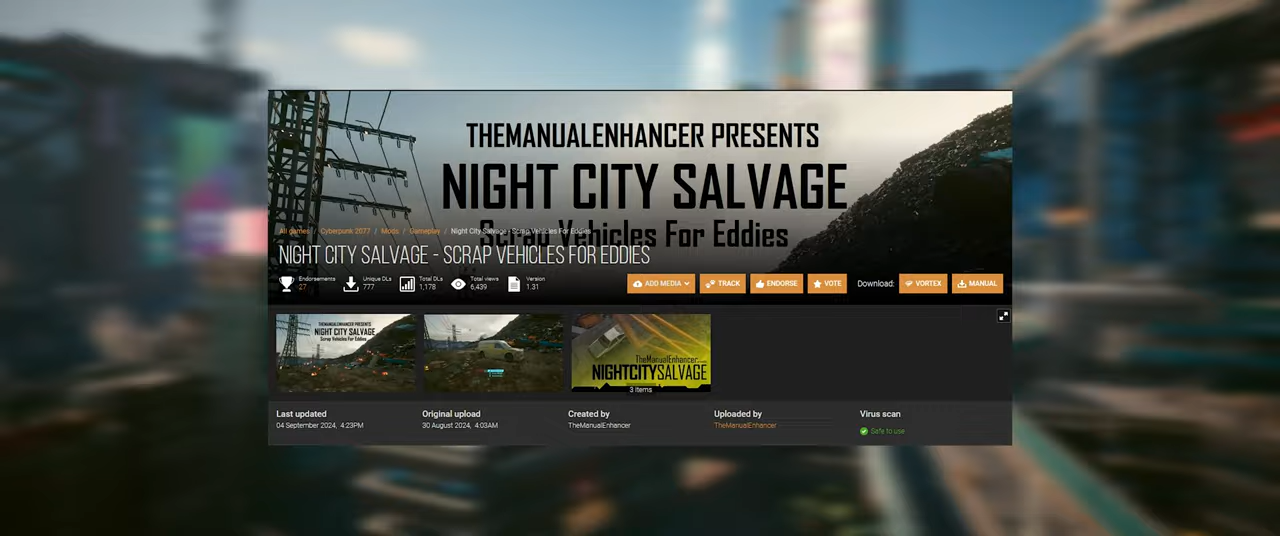 THEMANUALENHANCER PRESENTS
NIGHT CITY SALVAGE
Scrap Vehicles For Eddies
All games / Cyberpunk 2077 / Mods / Gameplay / Night City Salvage - Scrap Vehicles For Eddies
NIGHT CITY SALVAGE - SCRAP VEHICLES FOR EDDIES
Endorsements Unique DLs Total DLs Total views Version
27 777 1,178 6,439 1.31
ADD MEDIA TRACK ENDORSE VOTE Download: VORTEX MANUAL
THEMANUALENHANCER PRESENTS
NIGHT CITY SALVAGE
Scrap Vehicles For Eddies
TheManualEnhancer
NIGHTCITYSALVAGE
3 items
Last updated Original upload Created by Uploaded by Virus scan
04 September 2024, 4:23PM 30 August 2024, 4:03AM TheManualEnhancer TheManualEnhancer Safe to use